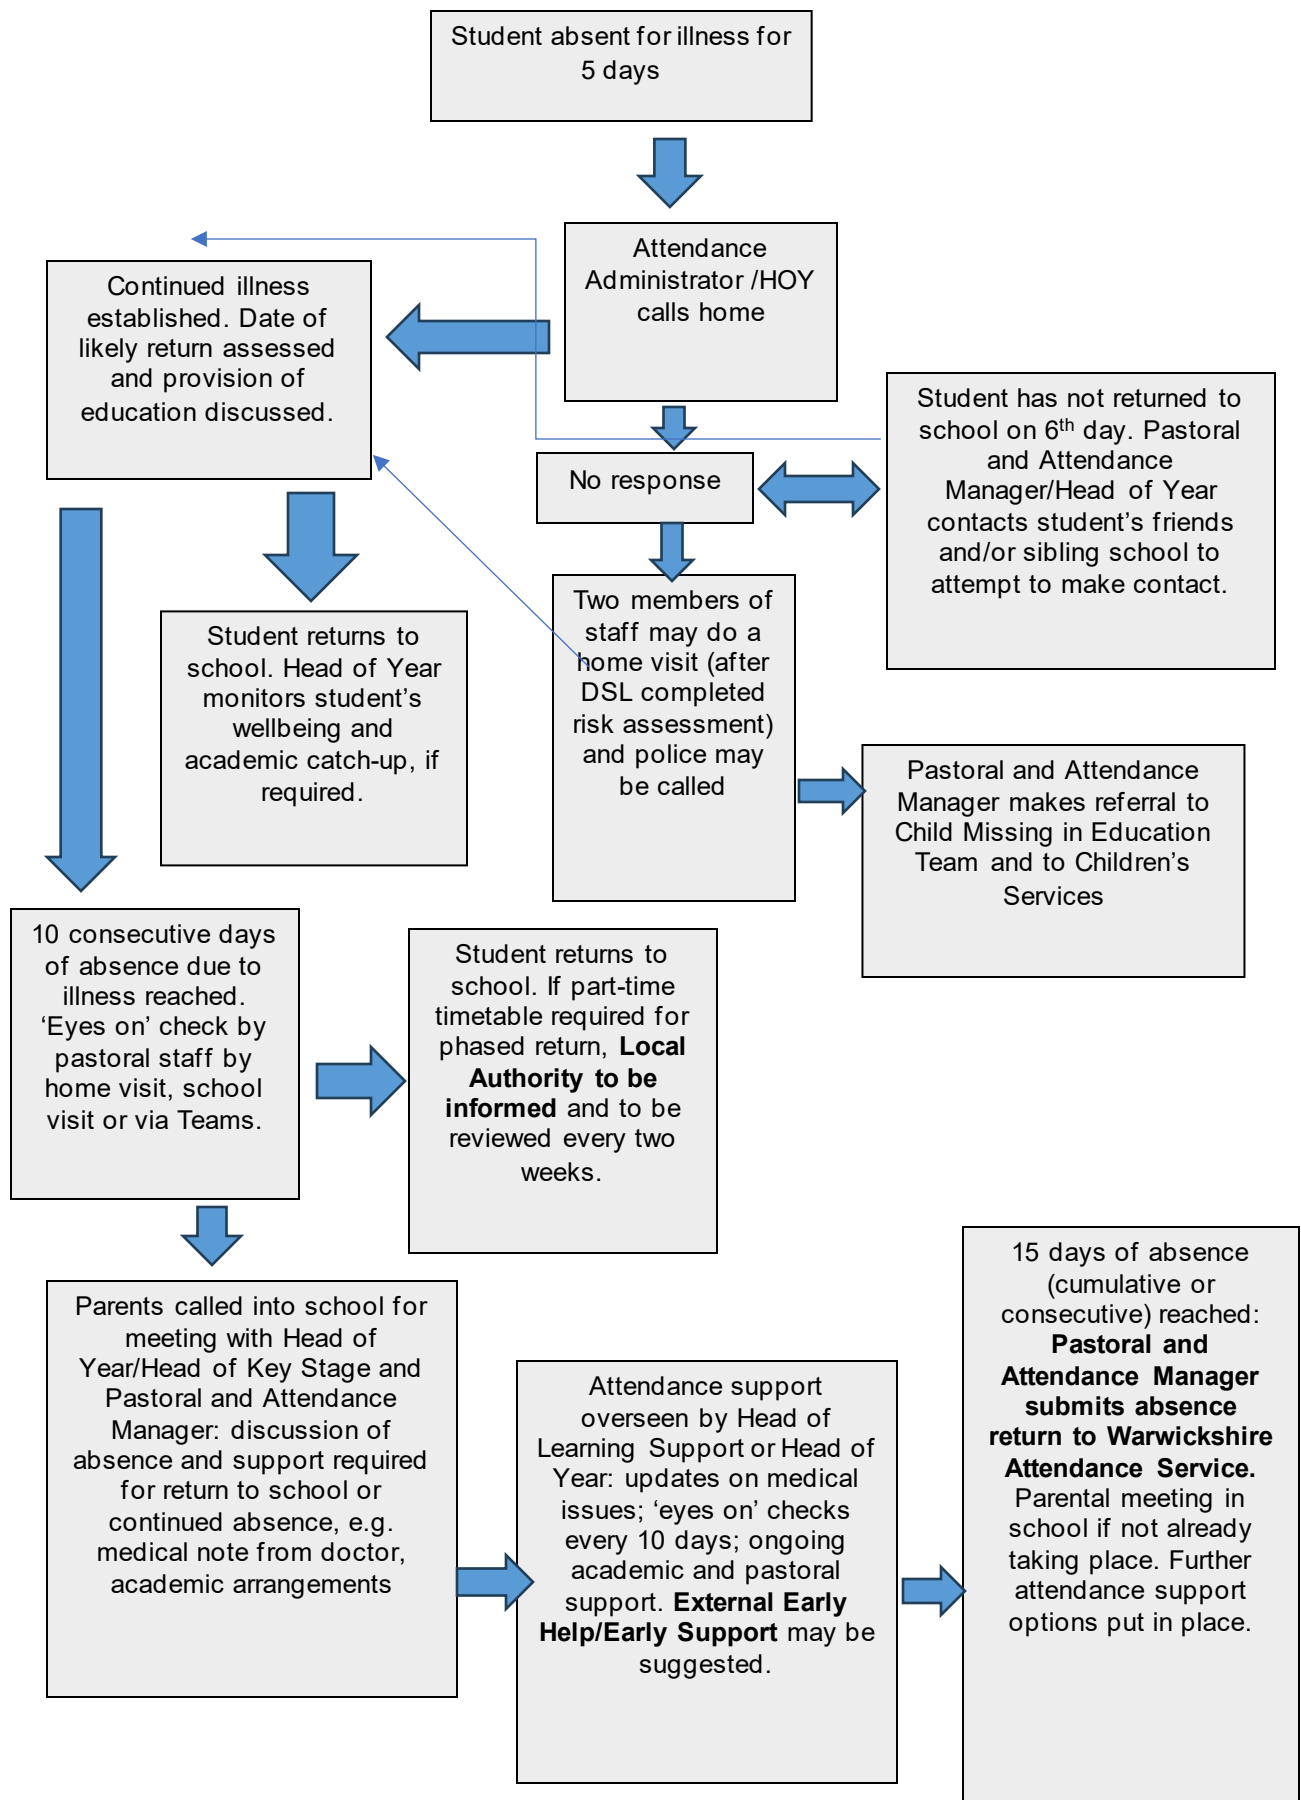 Student absent for illness for
5 days
Attendance
Administrator /HOY
calls home
Continued illness
established. Date of
likely return assessed
and provision of
education discussed.
Student has not returned to
school on 6th day. Pastoral
and Attendance
Manager/Head of Year
contacts student’s friends
and/or sibling school to
attempt to make contact.
No response
Two members of
staff may do a
home visit (after
DSL completed
risk assessment)
and police may
be called
Student returns to
school. Head of Year
monitors student’s
wellbeing and
academic catch-up, if
required.
Pastoral and Attendance
Manager makes referral to
Child Missing in Education
Team and to Children’s
Services
10 consecutive days
of absence due to
illness reached.
‘Eyes on’ check by
pastoral staff by
home visit, school
visit or via Teams.
Student returns to
school. If part-time
timetable required for
phased return, Local
Authority to be
informed and to be
reviewed every two
weeks.
Parents called into school for
meeting with Head of
Year/Head of Key Stage and
Pastoral and Attendance
Manager: discussion of
absence and support required
for return to school or
continued absence, e.g.
medical note from doctor,
academic arrangements
Attendance support
overseen by Head of
Learning Support or Head of
Year: updates on medical
issues; ‘eyes on’ checks
every 10 days; ongoing
academic and pastoral
support. External Early
Help/Early Support may be
suggested.
15 days of absence
(cumulative or
consecutive) reached:
Pastoral and
Attendance Manager
submits absence
return to Warwickshire
Attendance Service.
Parental meeting in
school if not already
taking place. Further
attendance support
options put in place.